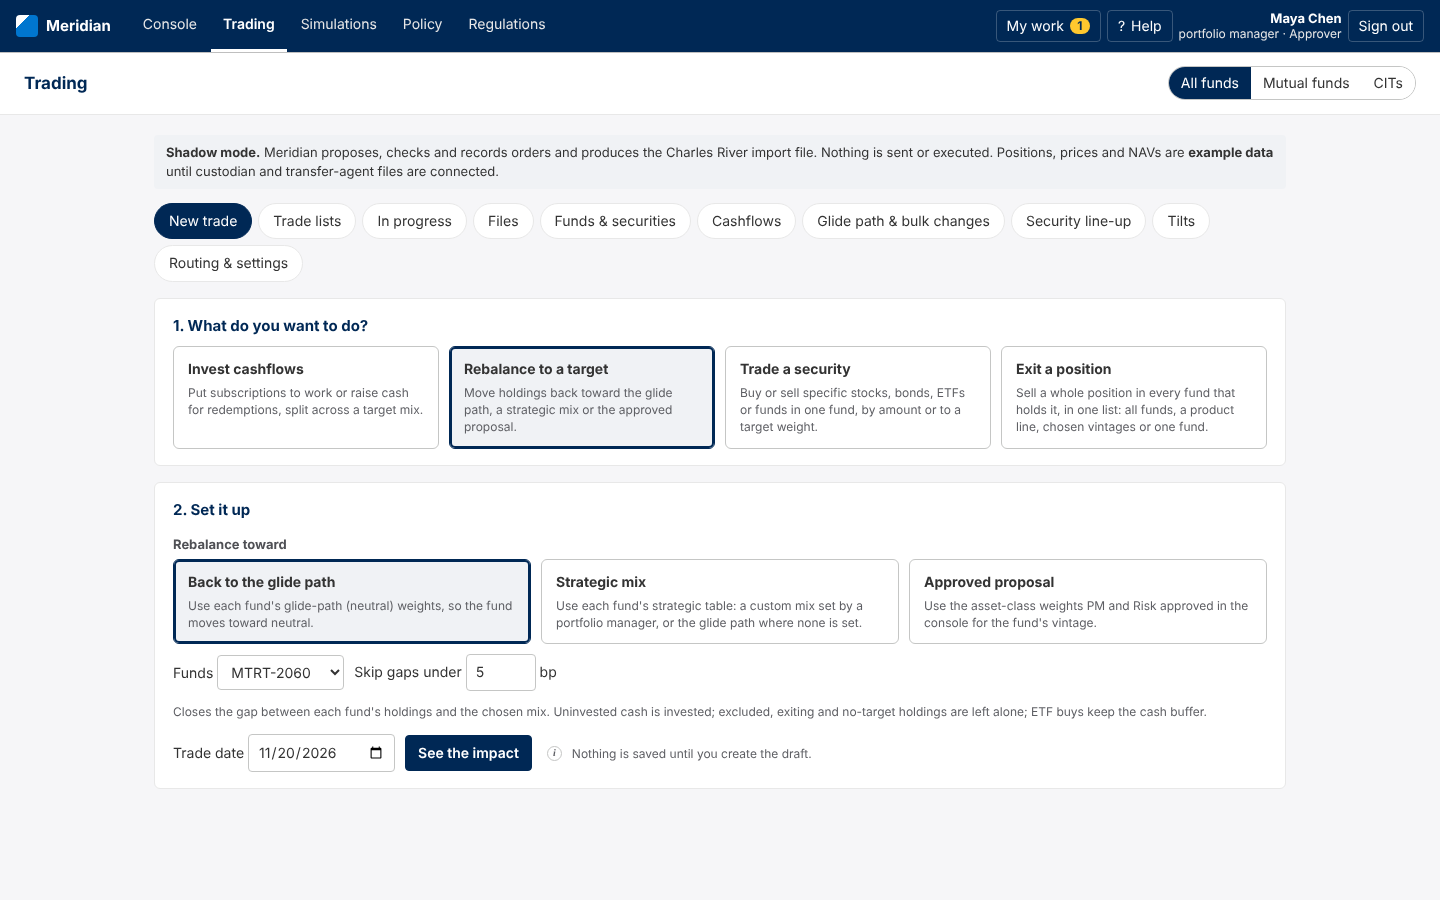 Meridian
Console
Trading
Simulations
Policy
Regulations
My work 1
? Help
Maya Chen
portfolio manager · Approver
Sign out
Trading
All funds
Mutual funds
CITs
Shadow mode. Meridian proposes, checks and records orders and produces the Charles River import file. Nothing is sent or executed. Positions, prices and NAVs are example data
until custodian and transfer-agent files are connected.
New trade
Trade lists
In progress
Files
Funds & securities
Cashflows
Glide path & bulk changes
Security line-up
Tilts
Routing & settings
1. What do you want to do?
Invest cashflows
Put subscriptions to work or raise cash
for redemptions, split across a target mix.
Rebalance to a target
Move holdings back toward the glide
path, a strategic mix or the approved
proposal.
Trade a security
Buy or sell specific stocks, bonds, ETFs
or funds in one fund, by amount or to a
target weight.
Exit a position
Sell a whole position in every fund that
holds it, in one list: all funds, a product
line, chosen vintages or one fund.
2. Set it up
Rebalance toward
Back to the glide path
Use each fund's glide-path (neutral) weights, so the fund
moves toward neutral.
Strategic mix
Use each fund's strategic table: a custom mix set by a
portfolio manager, or the glide path where none is set.
Approved proposal
Use the asset-class weights PM and Risk approved in the
console for the fund's vintage.
Funds MTRT-2060 Skip gaps under 5 bp
Closes the gap between each fund's holdings and the chosen mix. Uninvested cash is invested; excluded, exiting and no-target holdings are left alone; ETF buys keep the cash buffer.
Trade date 11/20/2026 See the impact i Nothing is saved until you create the draft.